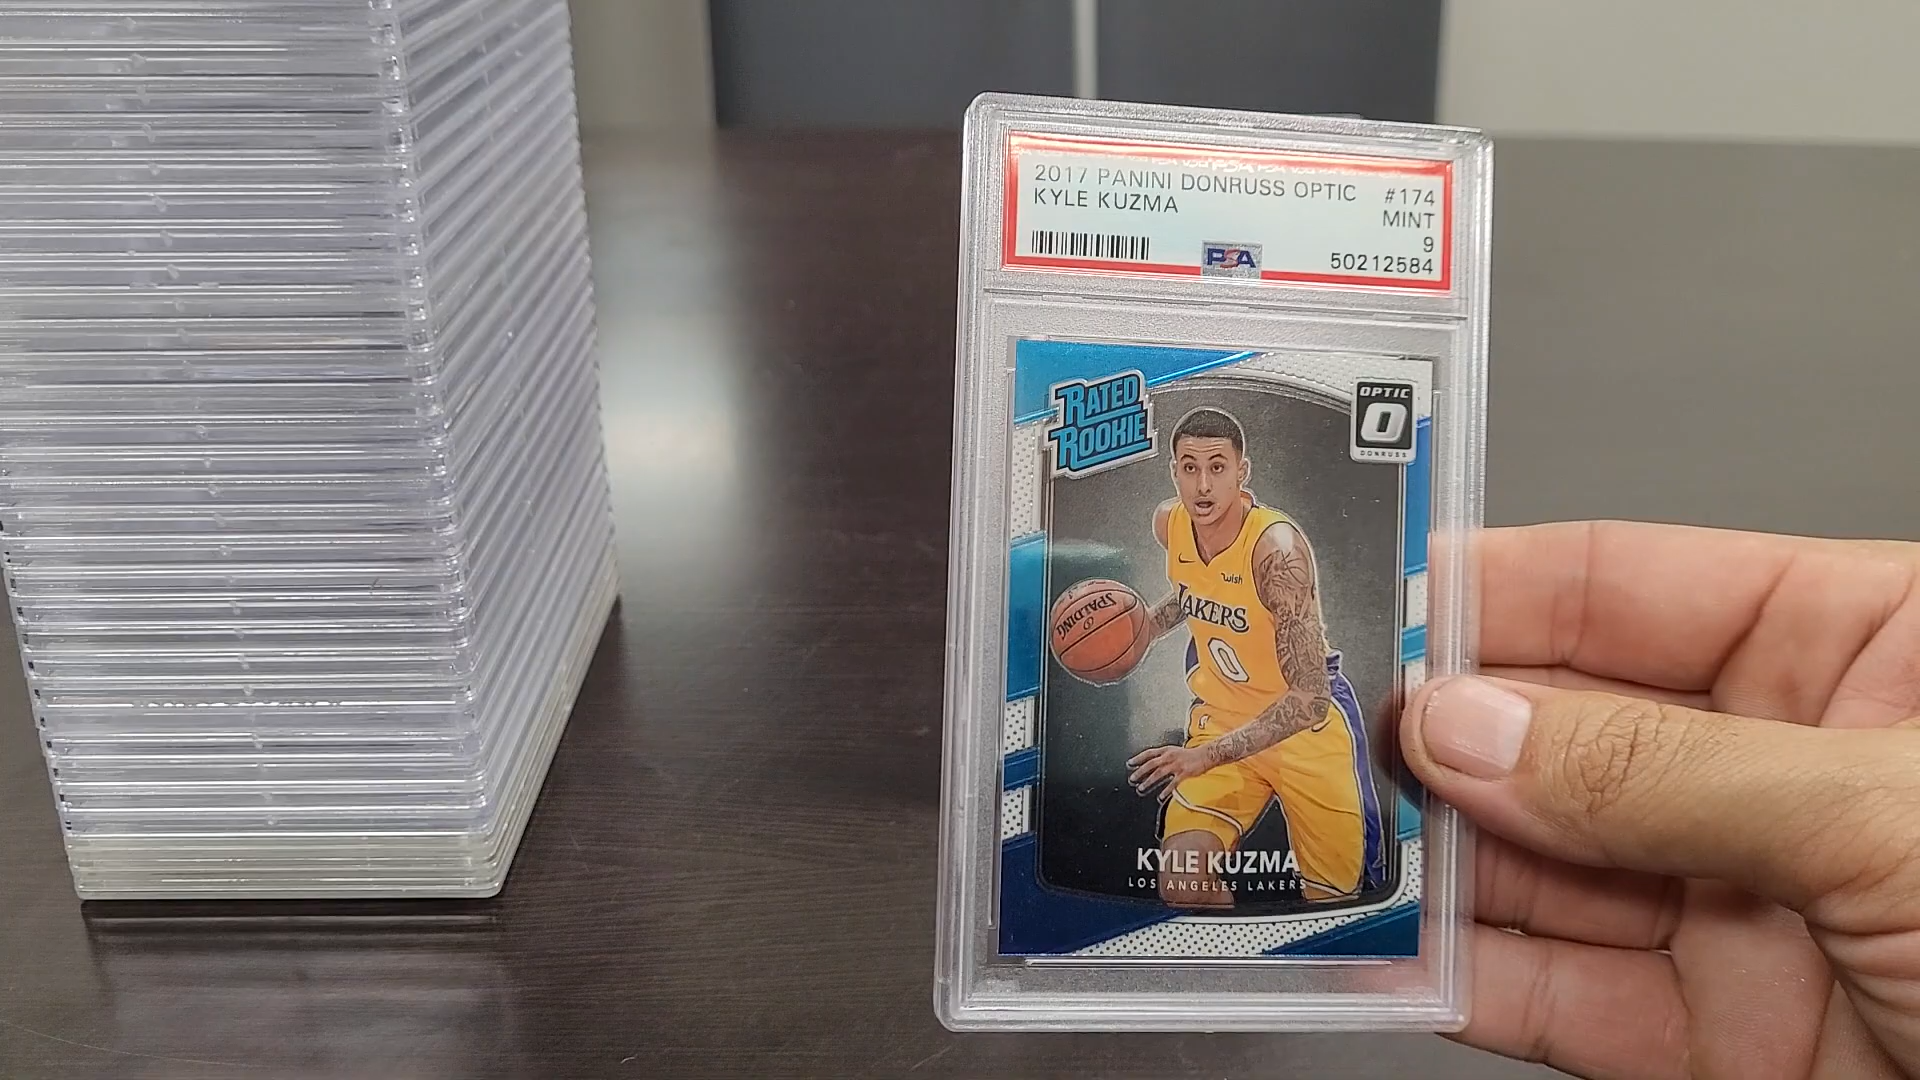 2017 PANINI DONRUSS OPTIC #174
KYLE KUZMA MINT
9
PSA 50212584
RATED
ROOKIE
OPTIC
O
DONRUSS
wish
LAKERS
0
SPALDING
KYLE KUZMA
LOS ANGELES LAKERS